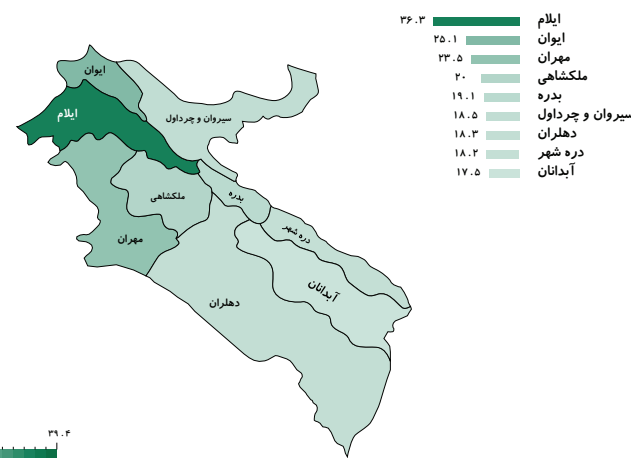 ایلام ۳۶.۳
ایوان ۲۵.۱
مهران ۲۳.۵
ملکشاهی ۲۰
بدره ۱۹.۱
سیروان و چرداول ۱۸.۵
دهلران ۱۸.۳
دره شهر ۱۸.۲
آبدانان ۱۷.۵
ایوان
ایلام
سیروان و چرداول
ملکشاهی
بدره
مهران
دره شهر
آبدانان
دهلران
۳۹.۴